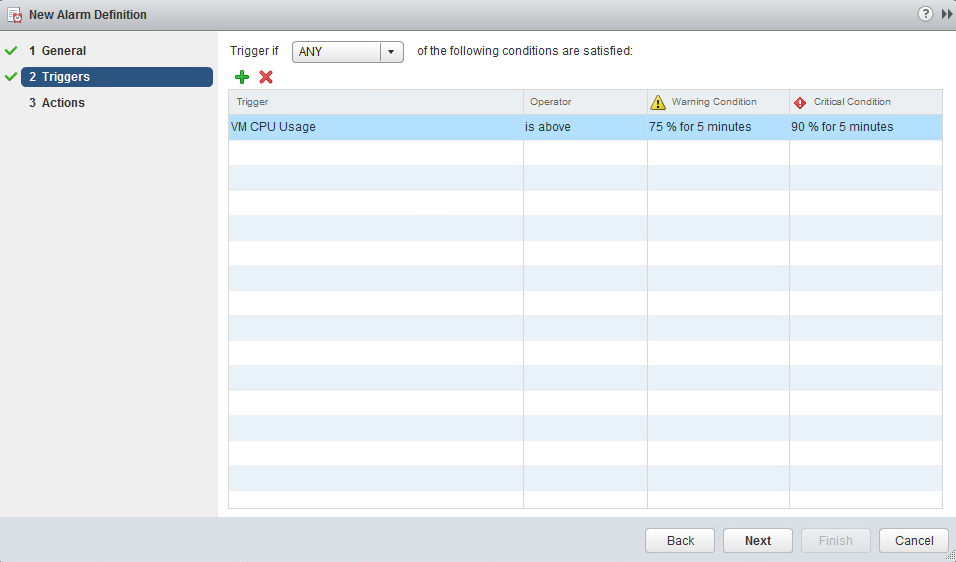 New Alarm Definition
?
1 General
2 Triggers
3 Actions
Trigger if ANY of the following conditions are satisfied:
Trigger Operator Warning Condition Critical Condition
VM CPU Usage is above 75 % for 5 minutes 90 % for 5 minutes
Back Next Finish Cancel